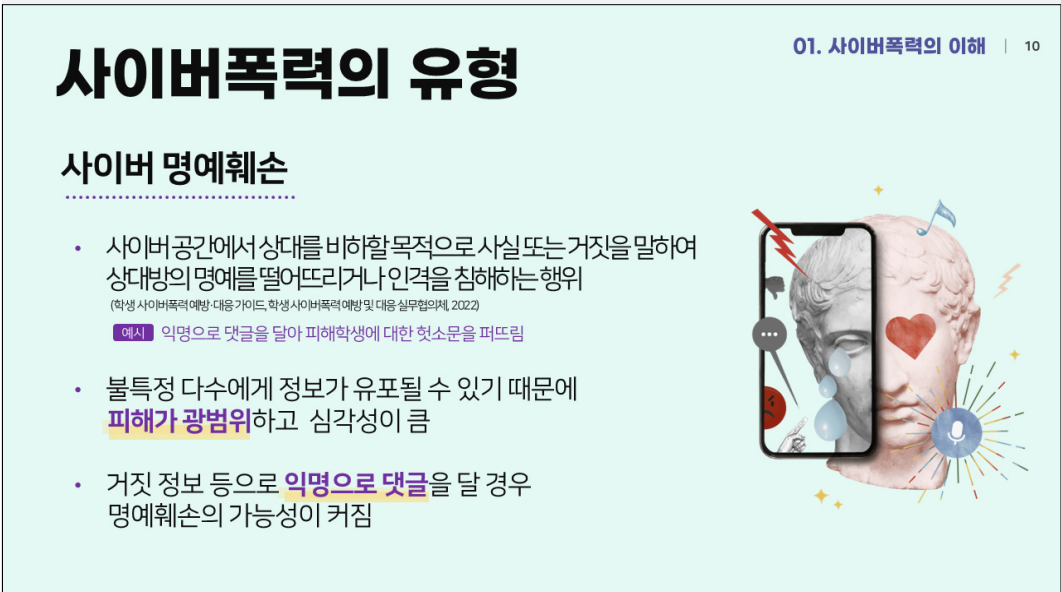 01. 사이버폭력의 이해 | 10
사이버폭력의 유형
사이버 명예훼손
• 사이버 공간에서 상대를 비하할 목적으로 사실 또는 거짓을 말하여
상대방의 명예를 떨어뜨리거나 인격을 침해하는 행위
(학생 사이버폭력 예방·대응 가이드, 학생 사이버폭력 예방 및 대응 실무협의체, 2022)
예시 익명으로 댓글을 달아 피해학생에 대한 헛소문을 퍼뜨림
• 불특정 다수에게 정보가 유포될 수 있기 때문에
피해가 광범위하고 심각성이 큼
• 거짓 정보 등으로 익명으로 댓글을 달 경우
명예훼손의 가능성이 커짐